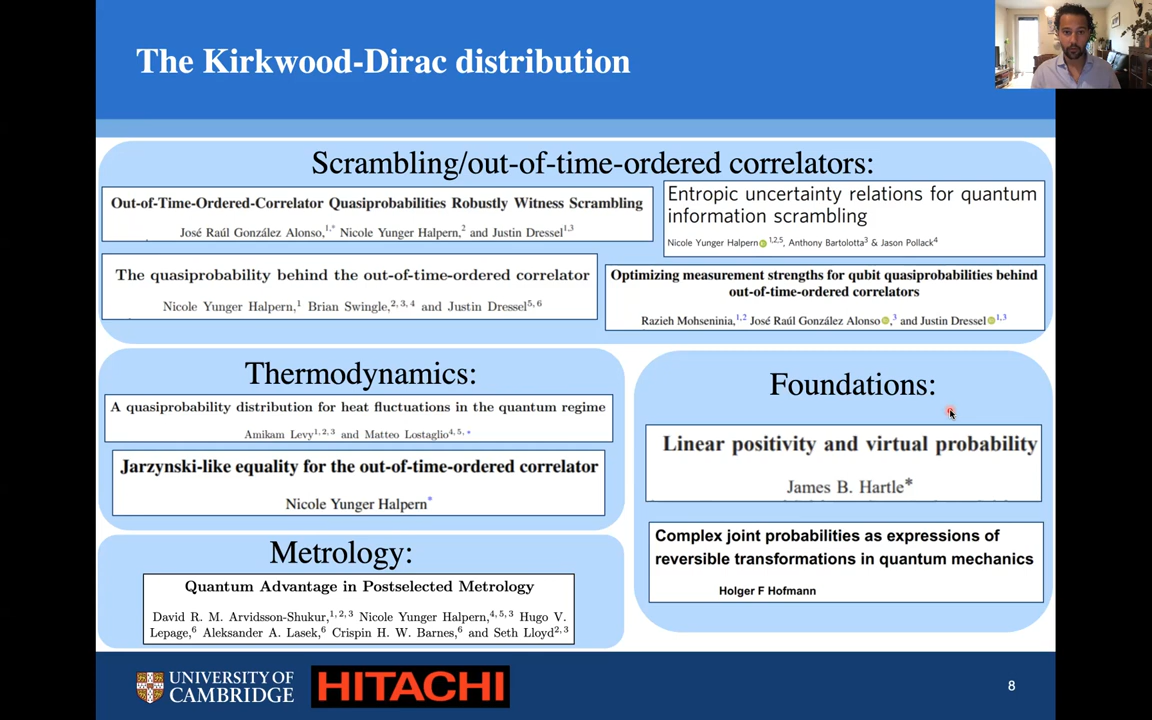 The Kirkwood-Dirac distribution
Scrambling/out-of-time-ordered correlators:
Out-of-Time-Ordered-Correlator Quasiprobabilities Robustly Witness Scrambling
José Raúl González Alonso,1,* Nicole Yunger Halpern,2 and Justin Dressel1,3
Entropic uncertainty relations for quantum
information scrambling
Nicole Yunger Halpern 1,2,5, Anthony Bartolotta3 & Jason Pollack4
The quasiprobability behind the out-of-time-ordered correlator
Nicole Yunger Halpern,1 Brian Swingle,2,3,4 and Justin Dressel5,6
Optimizing measurement strengths for qubit quasiprobabilities behind
out-of-time-ordered correlators
Razieh Mohseninia,1,2 José Raúl González Alonso,3 and Justin Dressel1,3
Thermodynamics:
A quasiprobability distribution for heat fluctuations in the quantum regime
Amikam Levy1,2,3 and Matteo Lostaglio4,5,*
Jarzynski-like equality for the out-of-time-ordered correlator
Nicole Yunger Halpern*
Metrology:
Quantum Advantage in Postselected Metrology
David R. M. Arvidsson-Shukur,1,2,3 Nicole Yunger Halpern,4,5,3 Hugo V.
Lepage,6 Aleksander A. Lasek,6 Crispin H. W. Barnes,6 and Seth Lloyd2,3
Foundations:
Linear positivity and virtual probability
James B. Hartle*
Complex joint probabilities as expressions of
reversible transformations in quantum mechanics
Holger F Hofmann
UNIVERSITY OF
CAMBRIDGE
HITACHI
8